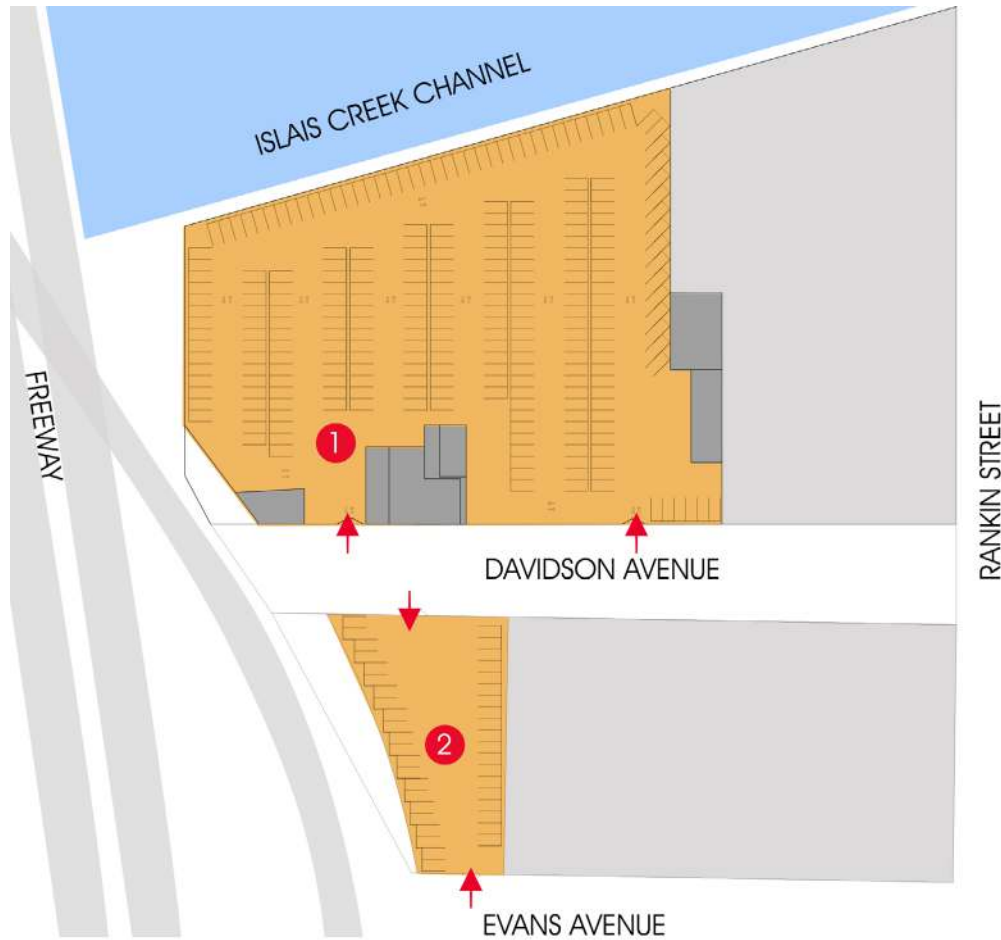 ISLAIS CREEK CHANNEL
FREEWAY
1
RANKIN STREET
DAVIDSON AVENUE
2
EVANS AVENUE